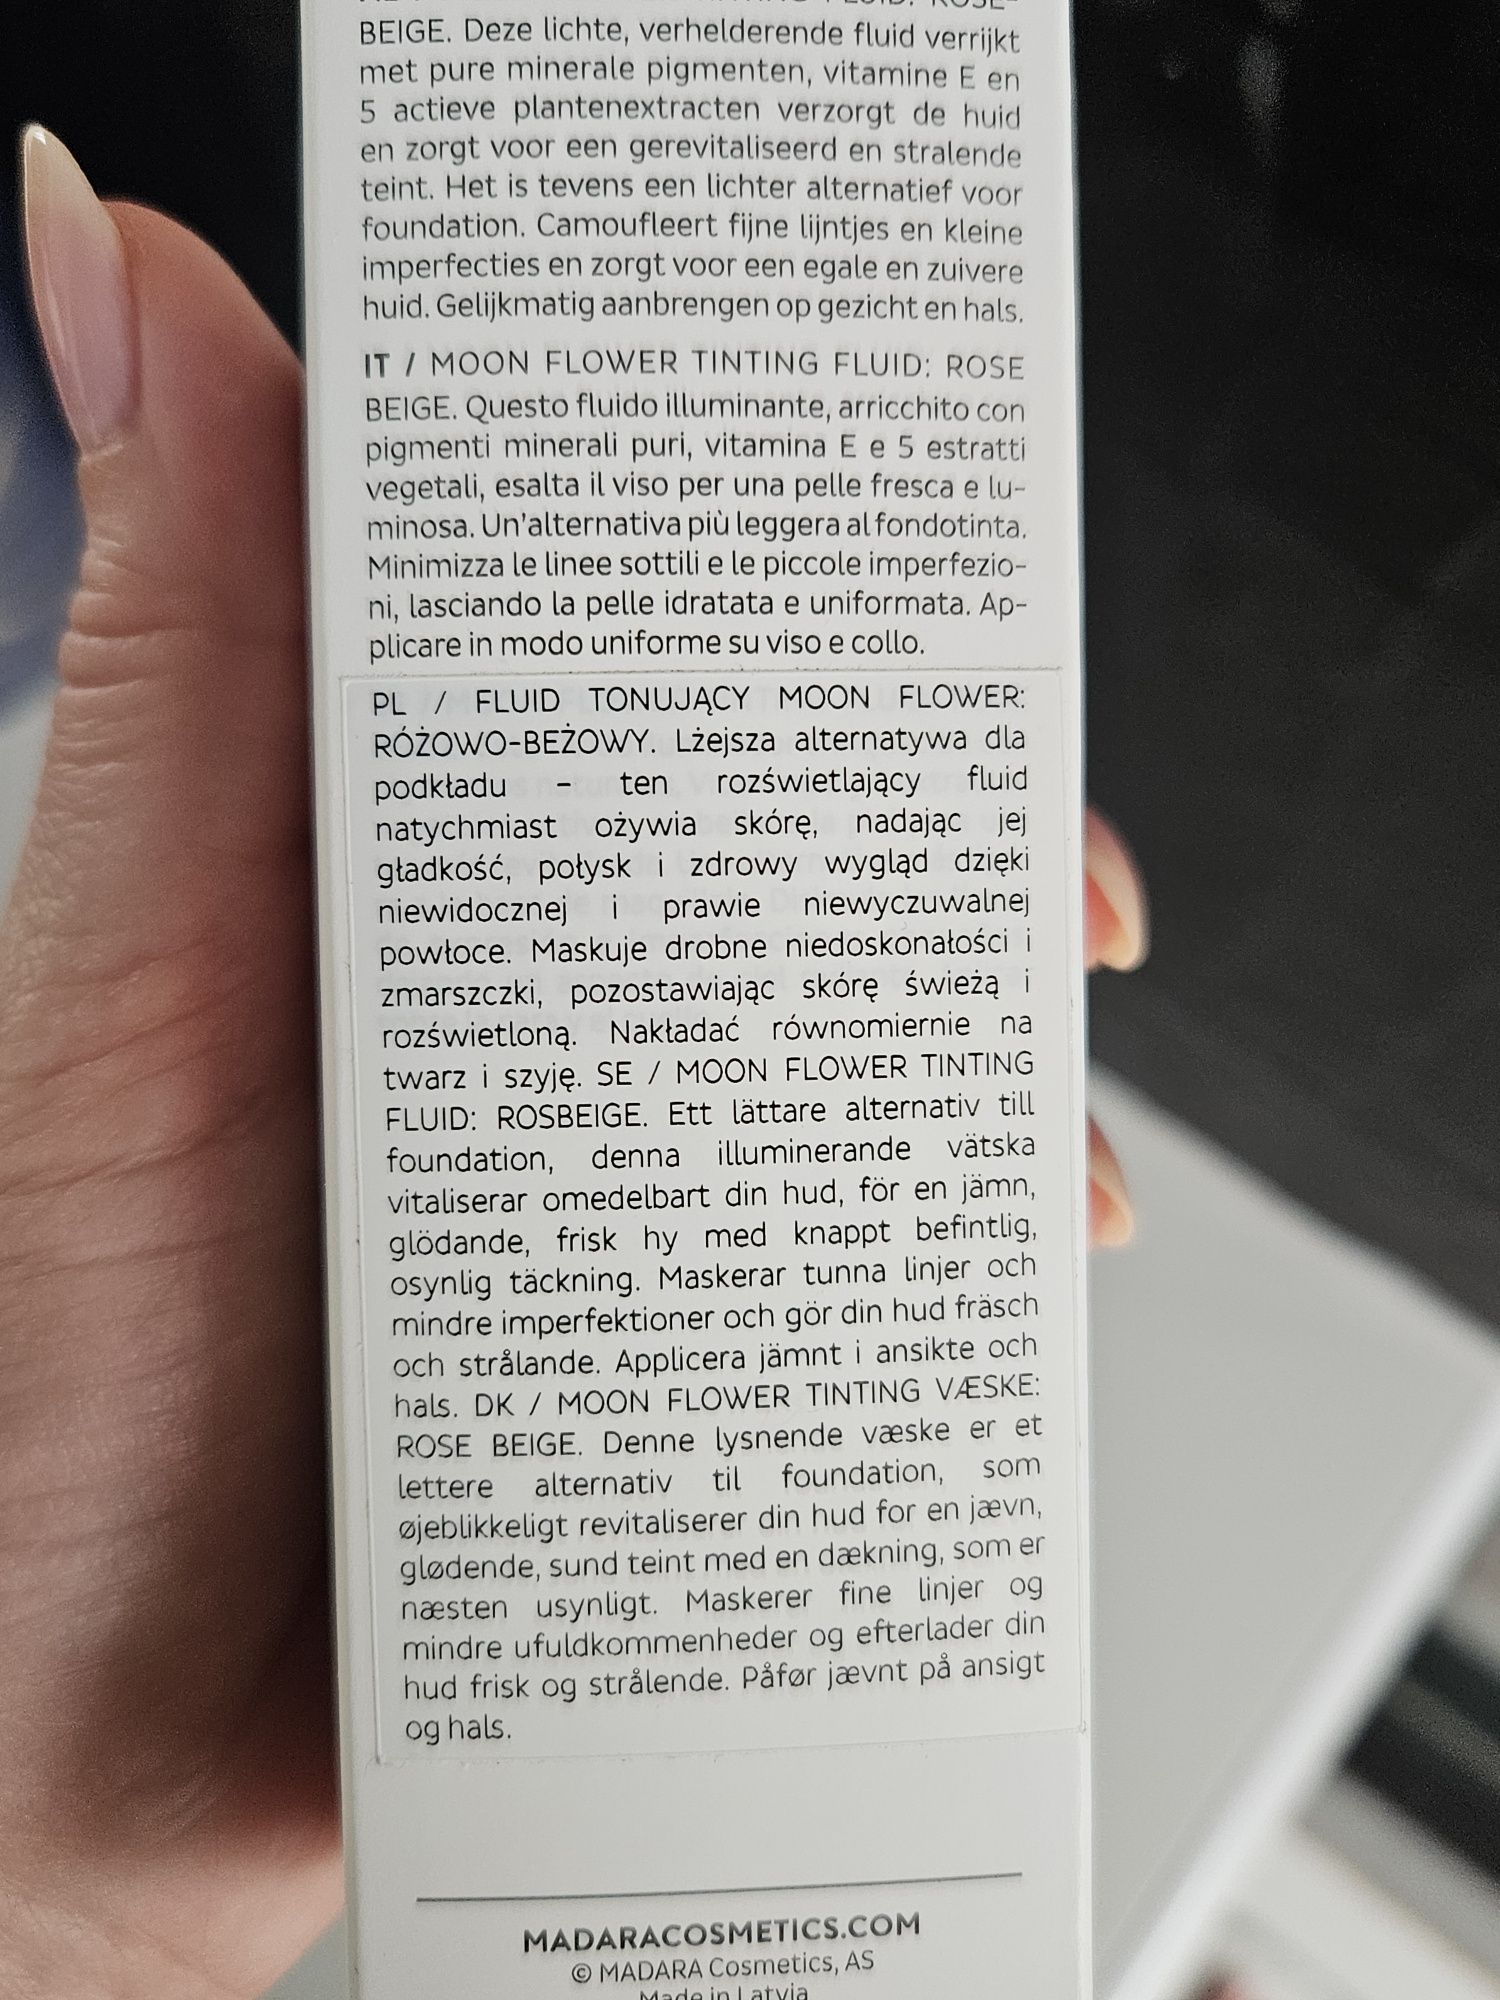 FLUID: ROSE-
BEIGE. Deze lichte, verhelderende fluid verrijkt
met pure minerale pigmenten, vitamine E en
5 actieve plantenextracten verzorgt de huid
en zorgt voor een gerevitaliseerd en stralende
teint. Het is tevens een lichter alternatief voor
foundation. Camoufleert fijne lijntjes en kleine
imperfecties en zorgt voor een egale en zuivere
huid. Gelijkmatig aanbrengen op gezicht en hals.
IT / MOON FLOWER TINTING FLUID: ROSE
BEIGE. Questo fluido illuminante, arricchito con
pigmenti minerali puri, vitamina E e 5 estratti
vegetali, esalta il viso per una pelle fresca e lu-
minosa. Un'alternativa più leggera al fondotinta.
Minimizza le linee sottili e le piccole imperfezio-
ni, lasciando la pelle idratata e uniformata. Ap-
plicare in modo uniforme su viso e collo.
PL / FLUID TONUJĄCY MOON FLOWER:
RÓŻOWO-BEŻOWY. Lżejsza alternatywa dla
podkładu – ten rozświetlający fluid
natychmiast ożywia skórę, nadając jej
gładkość, połysk i zdrowy wygląd dzięki
niewidocznej i prawie niewyczuwalnej
powłoce. Maskuje drobne niedoskonałości i
zmarszczki, pozostawiając skórę świeżą i
rozświetloną. Nakładać równomiernie na
twarz i szyję. SE / MOON FLOWER TINTING
FLUID: ROSBEIGE. Ett lättare alternativ till
foundation, denna illuminerande vätska
vitaliserar omedelbart din hud, för en jämn,
glödande, frisk hy med knappt befintlig,
osynlig täckning. Maskerar tunna linjer och
mindre imperfektioner och gör din hud fräsch
och strålande. Applicera jämnt i ansikte och
hals. DK / MOON FLOWER TINTING VÆSKE:
ROSE BEIGE. Denne lysnende væske er et
lettere alternativ til foundation, som
øjeblikkeligt revitaliserer din hud for en jævn,
glødende, sund teint med en dækning, som er
næsten usynligt. Maskerer fine linjer og
mindre ufuldkommenheder og efterlader din
hud frisk og strålende. Påfør jævnt på ansigt
og hals.
MADARACOSMETICS.COM
© MADARA Cosmetics, AS
Made in Latvia